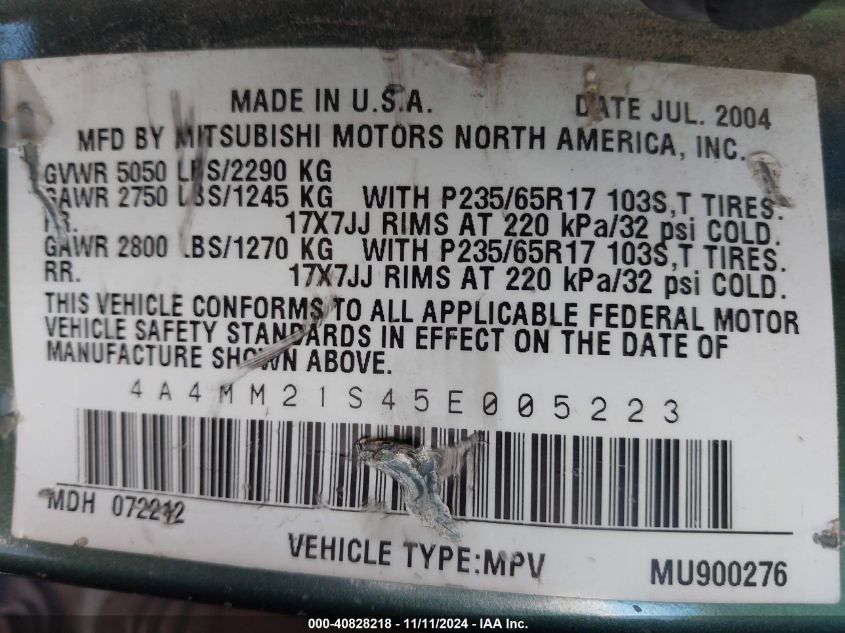 MADE IN U.S.A. DATE JUL. 2004
MFD BY MITSUBISHI MOTORS NORTH AMERICA, INC.
GVWR 5050 LBS/2290 KG
GAWR 2750 LBS/1245 KG WITH P235/65R17 103S,T TIRES.
FR. 17X7JJ RIMS AT 220 kPa/32 psi COLD.
GAWR 2800 LBS/1270 KG WITH P235/65R17 103S,T TIRES.
RR. 17X7JJ RIMS AT 220 kPa/32 psi COLD.
THIS VEHICLE CONFORMS TO ALL APPLICABLE FEDERAL MOTOR
VEHICLE SAFETY STANDARDS IN EFFECT ON THE DATE OF
MANUFACTURE SHOWN ABOVE.
4A4MM21S45E005223
MDH 072212
VEHICLE TYPE:MPV MU900276
000-40828218 - 11/11/2024 - IAA Inc.